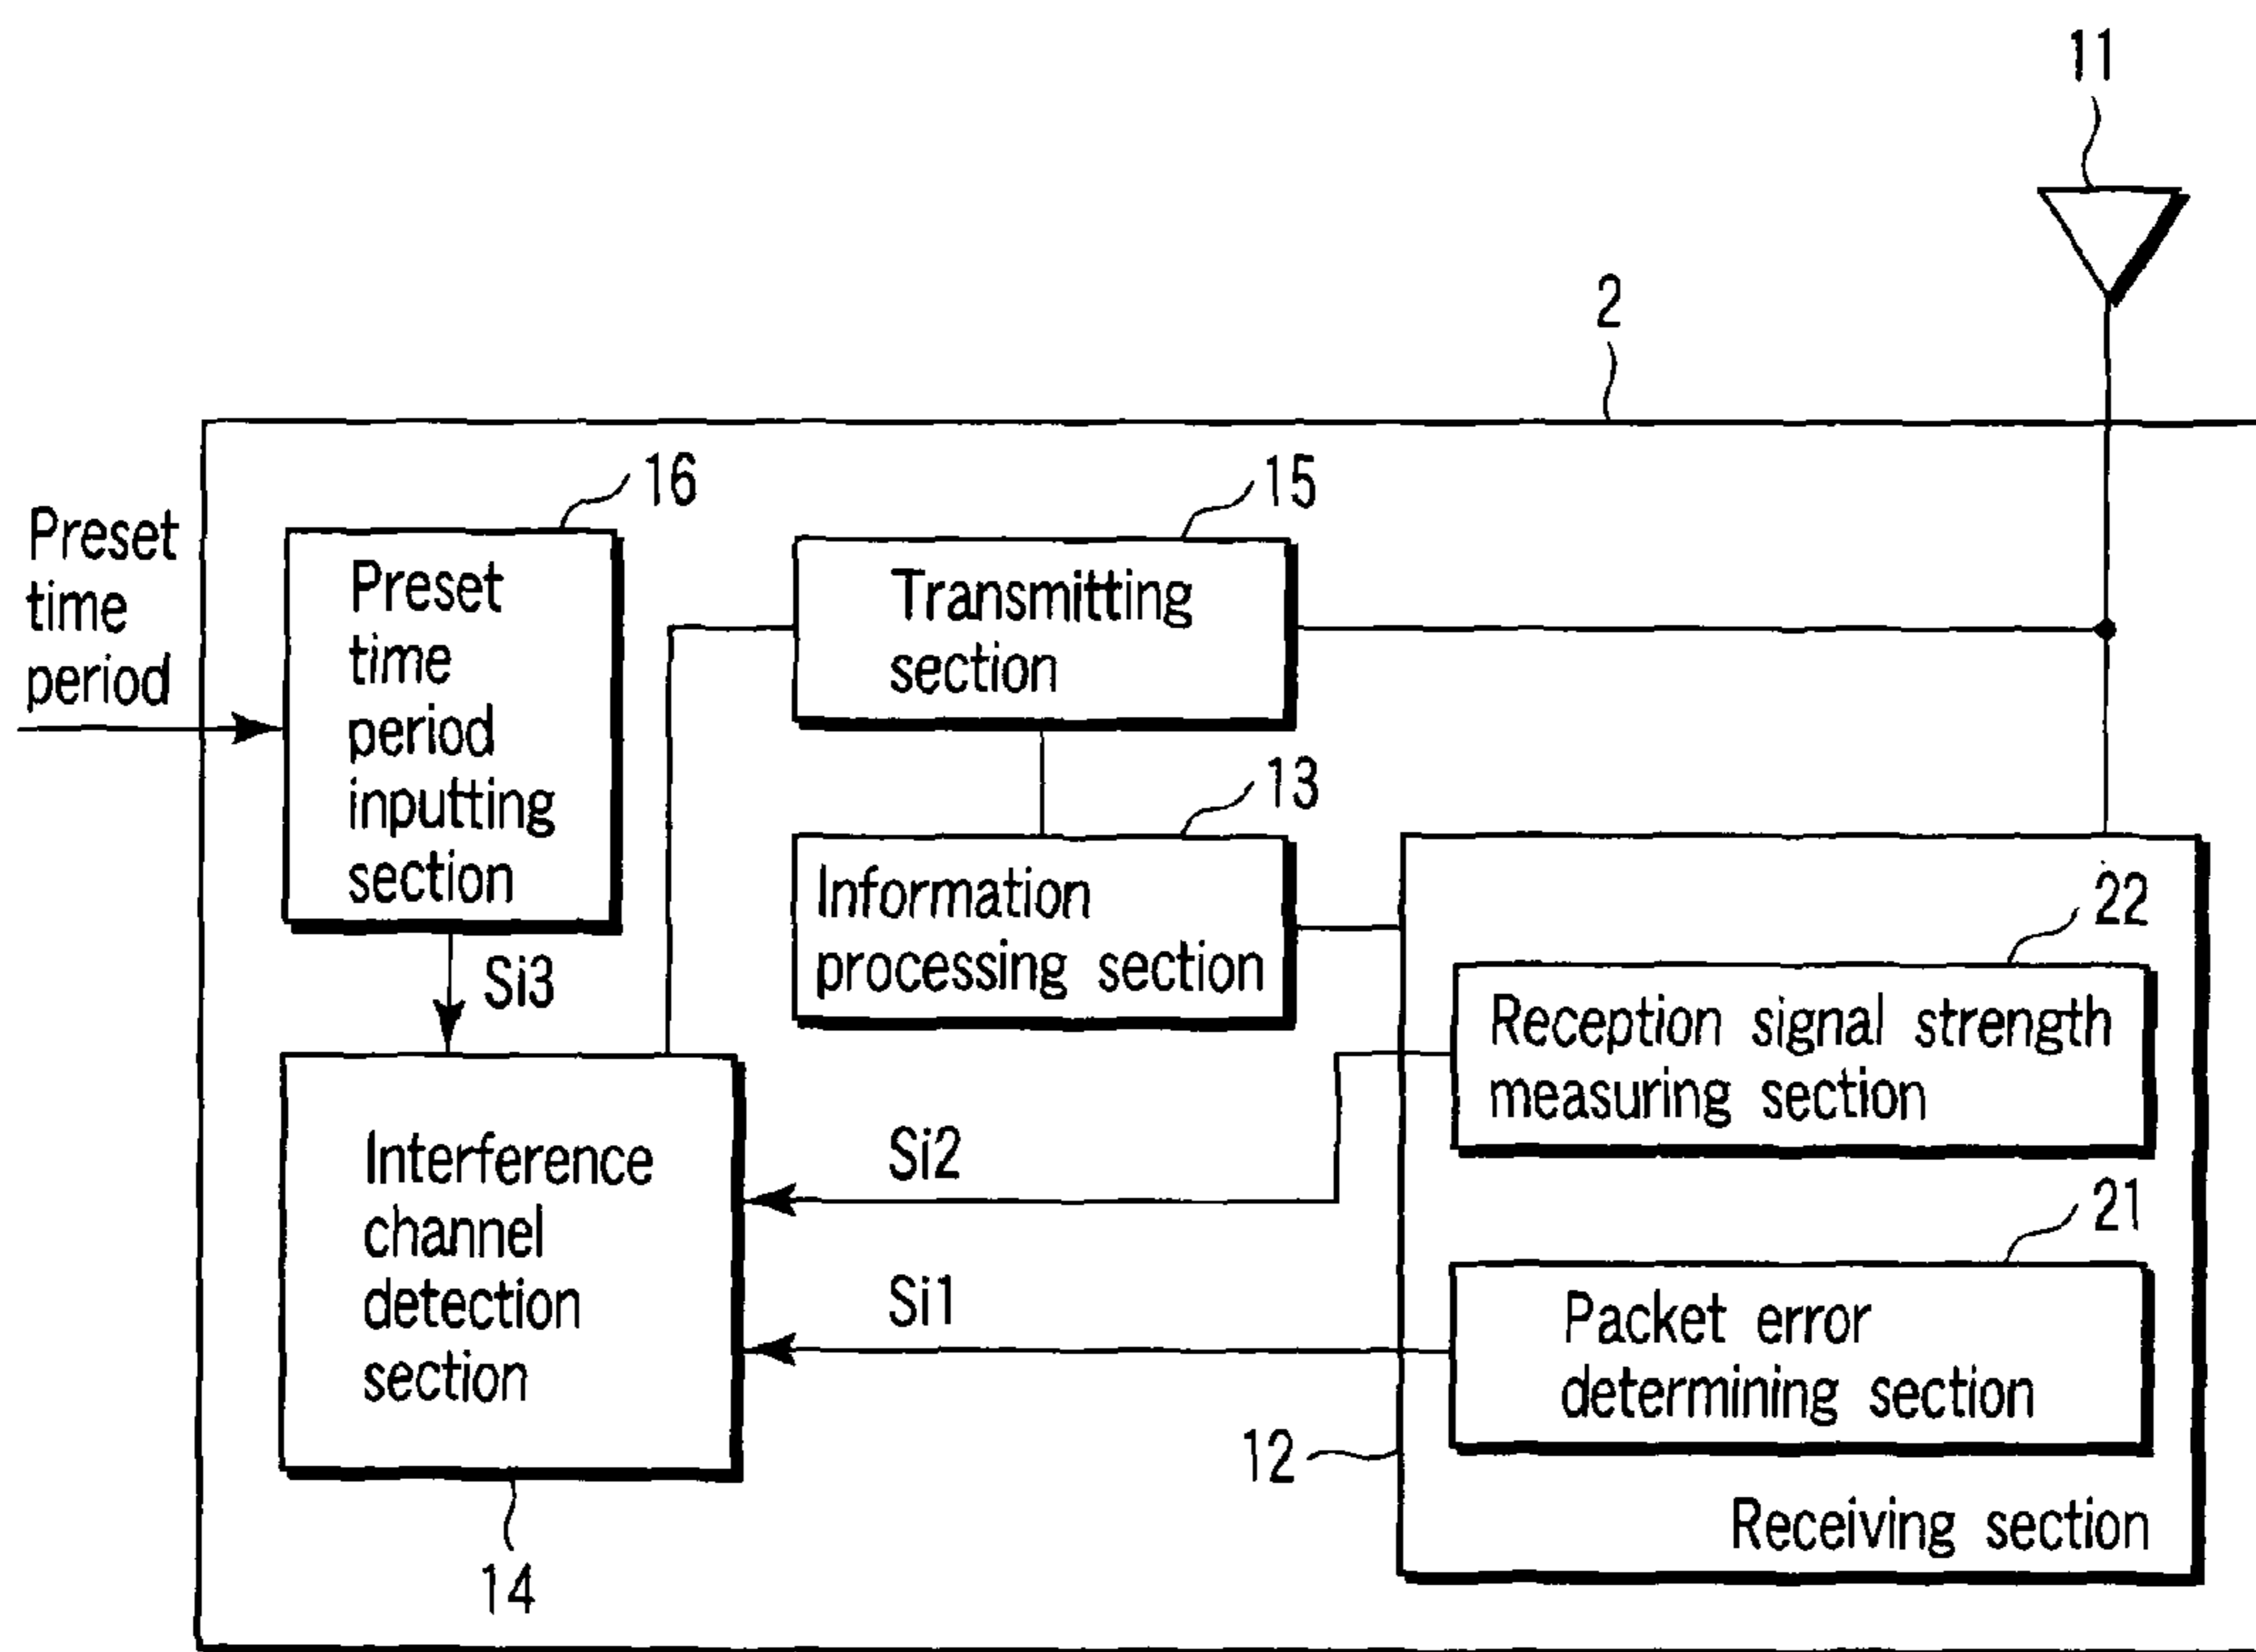 11
2
16
15
Preset
time
period
Preset
time
period
inputting
section
Transmitting
section
13
Information
processing section
22
Si3
Reception signal strength
measuring section
Interference
channel
detection
section
Si2
21
Si1
Packet error
determining section
12
Receiving section
14